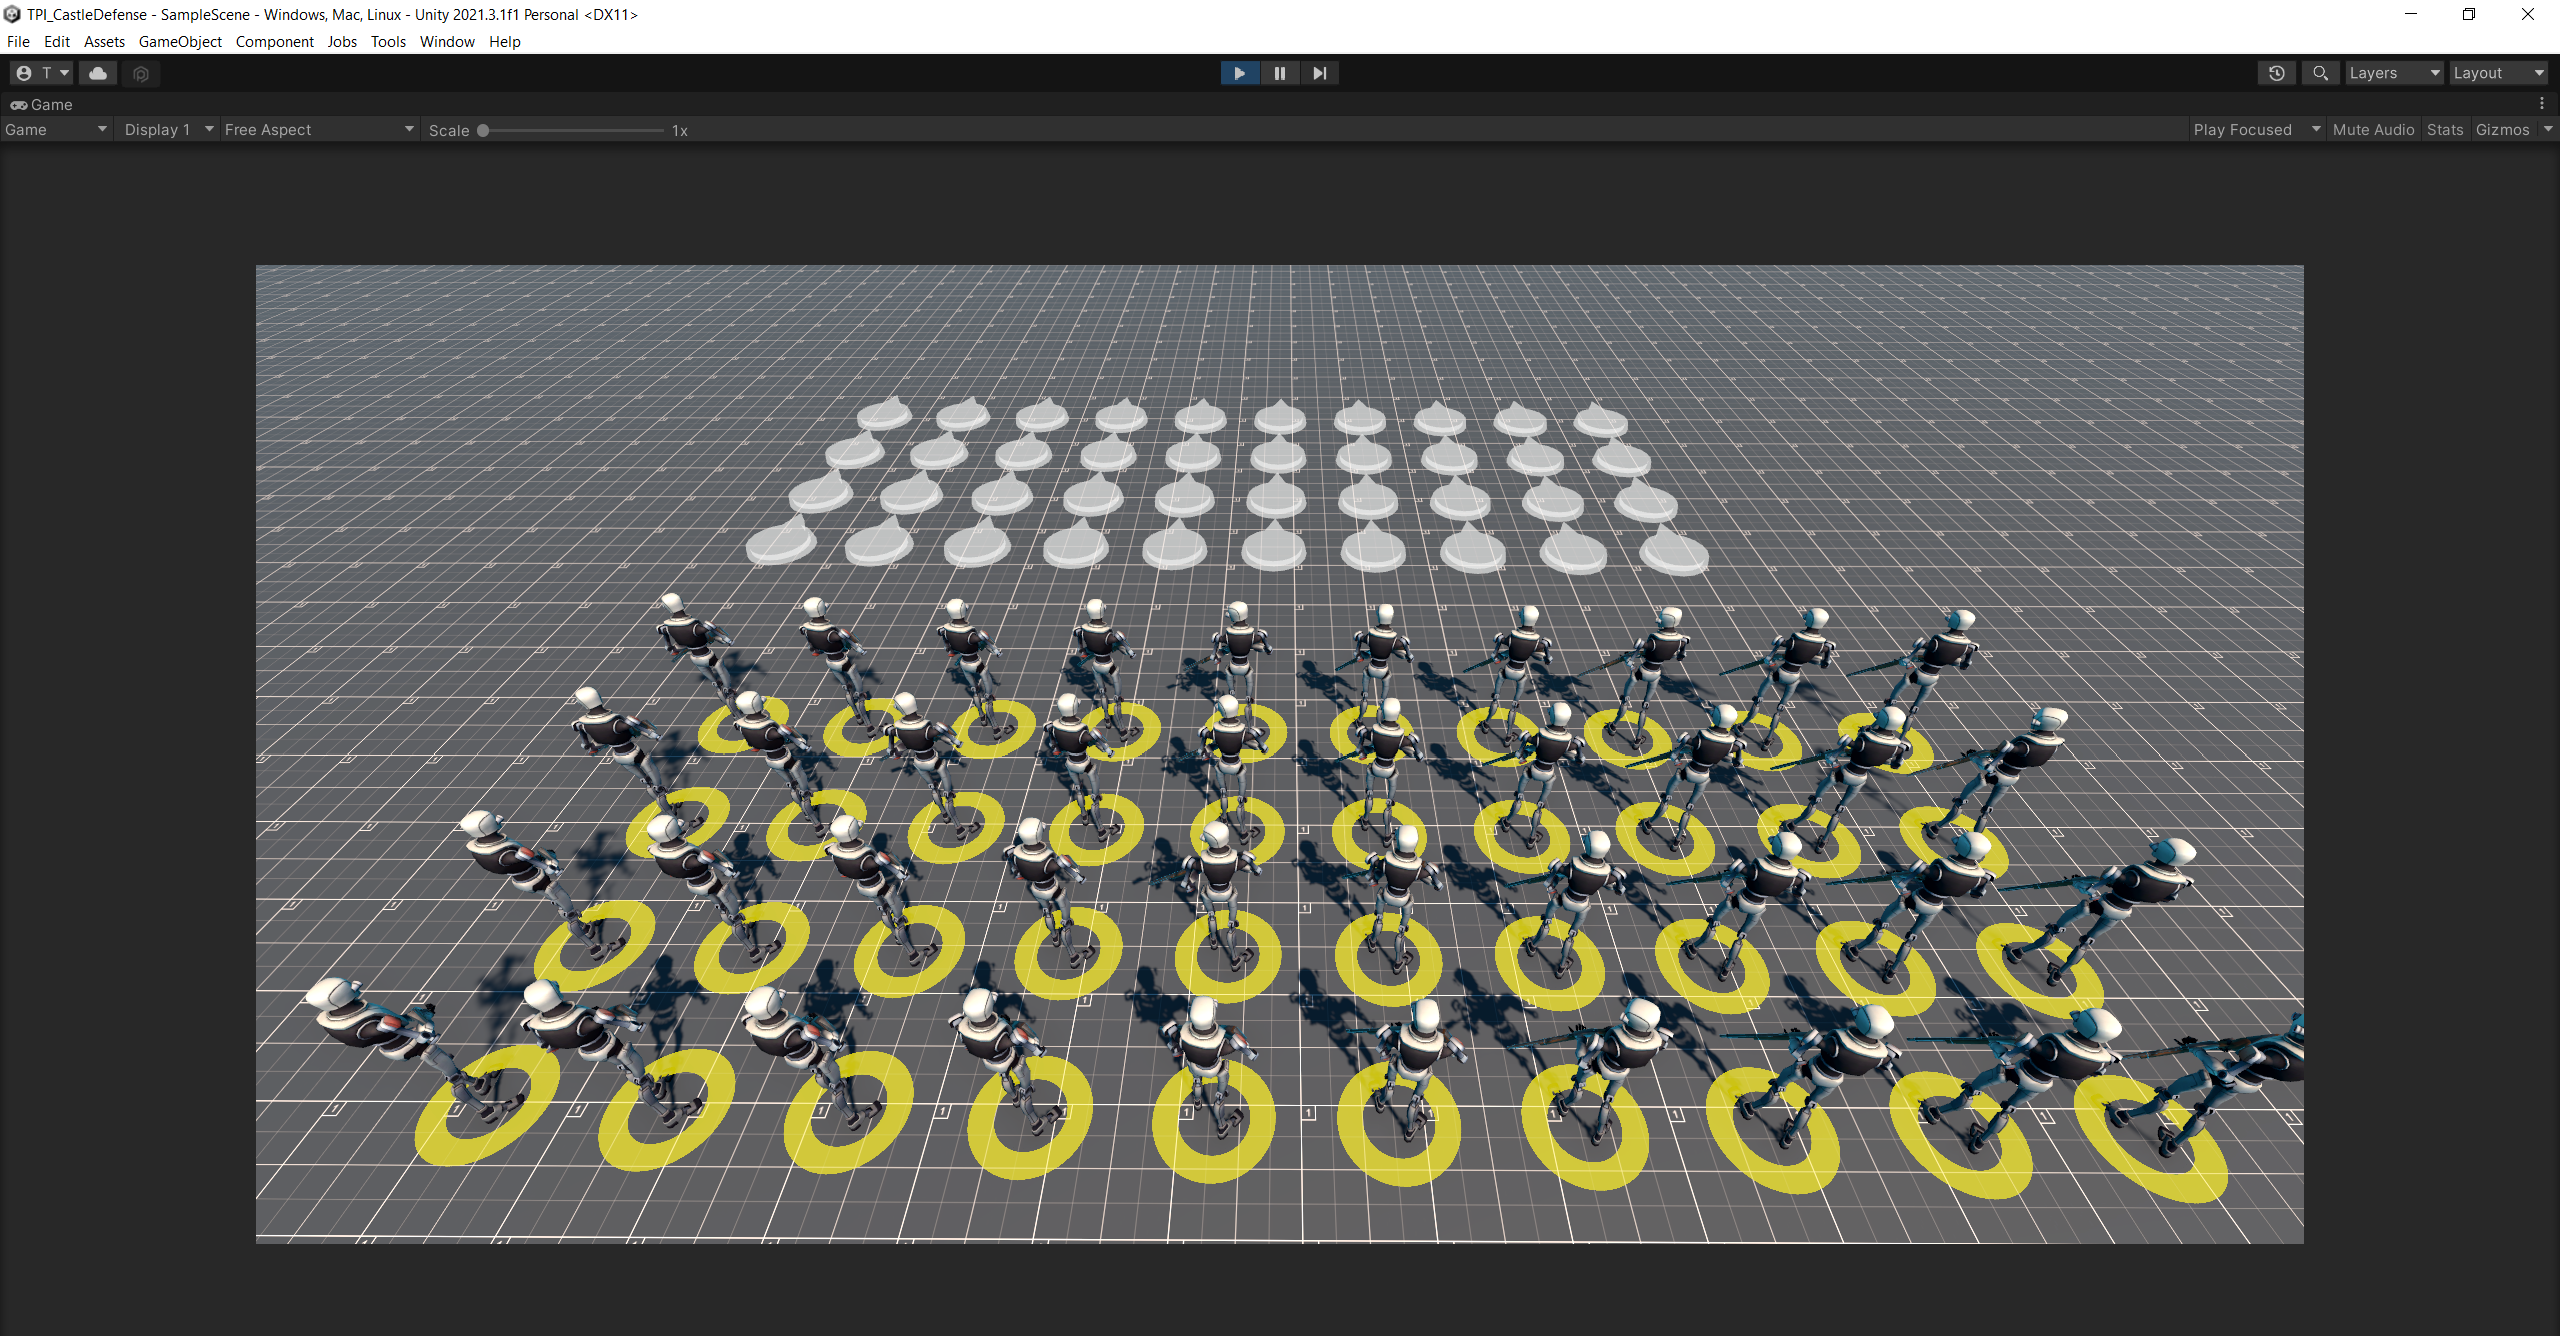 TPI_CastleDefense - SampleScene - Windows, Mac, Linux - Unity 2021.3.1f1 Personal <DX11>
File Edit Assets GameObject Component Jobs Tools Window Help
T Layers Layout
Game
Game Display 1 Free Aspect Scale 1x Play Focused Mute Audio Stats Gizmos